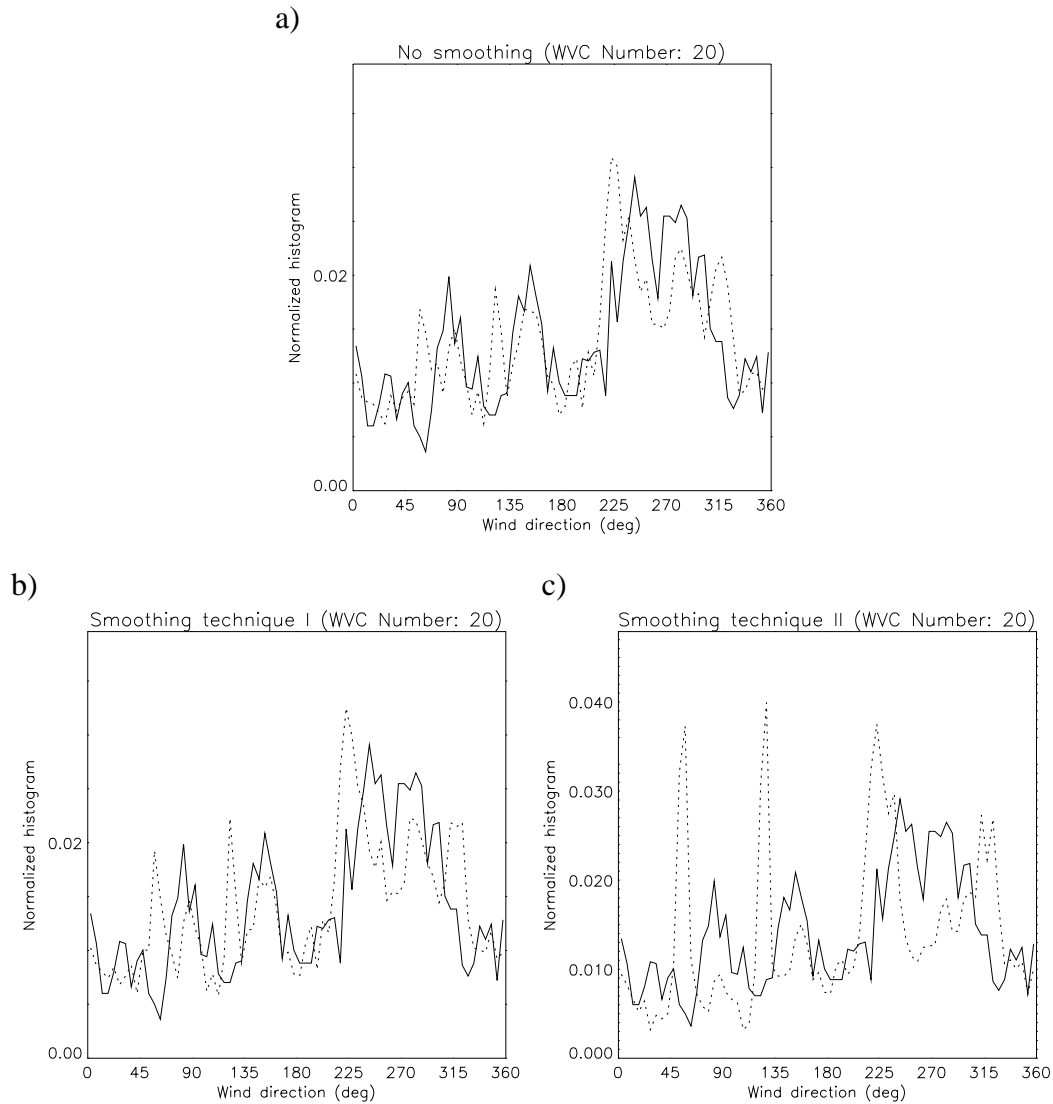 a)
No smoothing (WVC Number: 20)
Normalized histogram
0.02
0.00
0 45 90 135 180 225 270 315 360
Wind direction (deg)
b)
Smoothing technique I (WVC Number: 20)
Normalized histogram
0.02
0.00
0 45 90 135 180 225 270 315 360
Wind direction (deg)
c)
Smoothing technique II (WVC Number: 20)
Normalized histogram
0.040
0.030
0.020
0.010
0.000
0 45 90 135 180 225 270 315 360
Wind direction (deg)